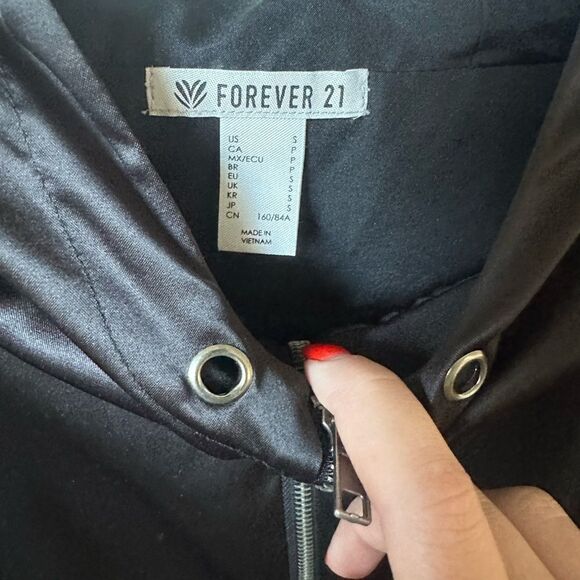 FOREVER 21
US S
CA P
MX/ECU P
BR P
EU S
UK S
KR S
JP S
CN 160/84A
MADE IN
VIETNAM